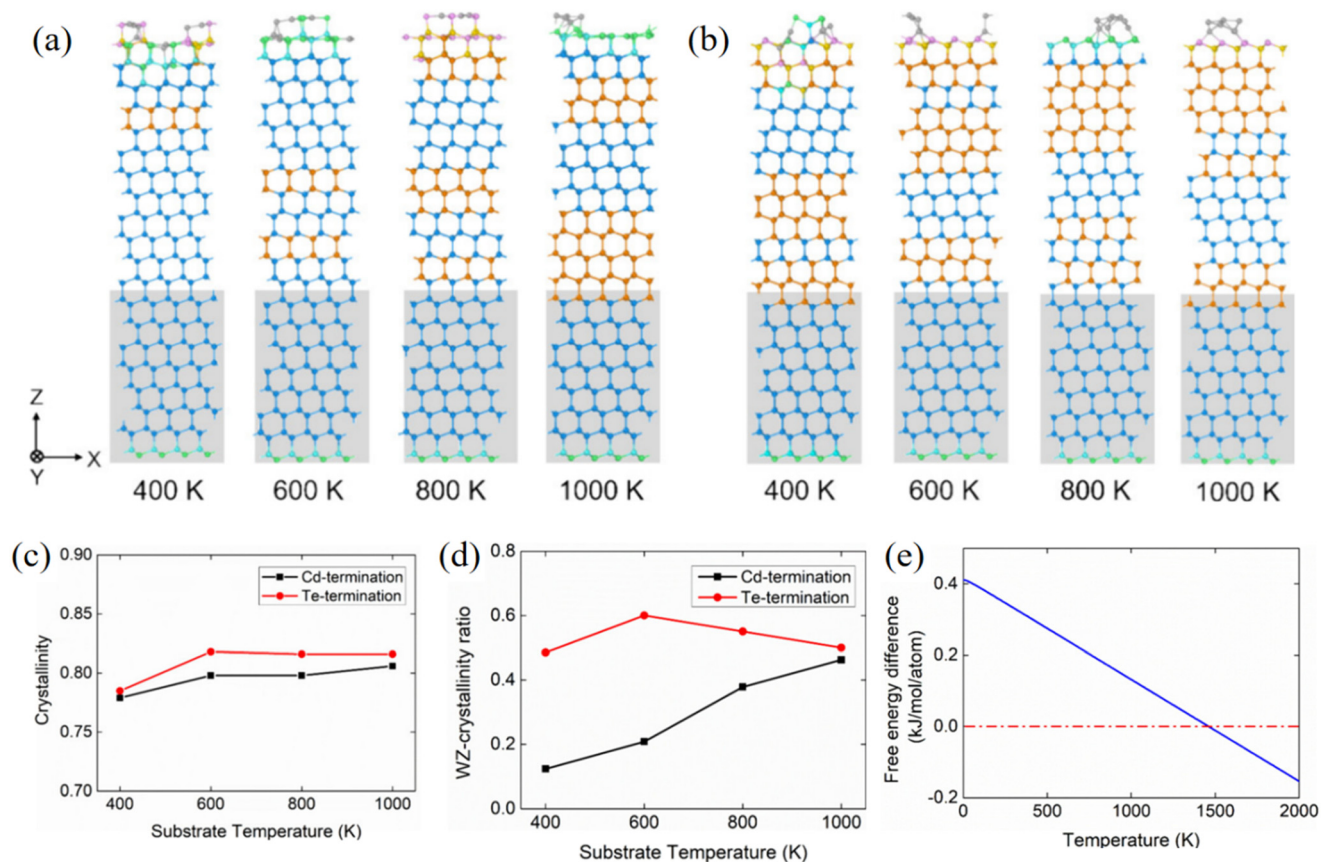 (a)
(b)
Z
Y
X
400 K
600 K
800 K
1000 K
400 K
600 K
800 K
1000 K
(c)
0.90
0.85
0.80
0.75
0.70
Crystallinity
Cd-termination
Te-termination
400
600
800
1000
Substrate Temperature (K)
(d)
0.8
0.6
0.4
0.2
0.0
WZ-crystallinity ratio
Cd-termination
Te-termination
400
600
800
1000
Substrate Temperature (K)
(e)
0.4
0.2
0.0
-0.2
Free energy difference
(kJ/mol/atom)
0
500
1000
1500
2000
Temperature (K)